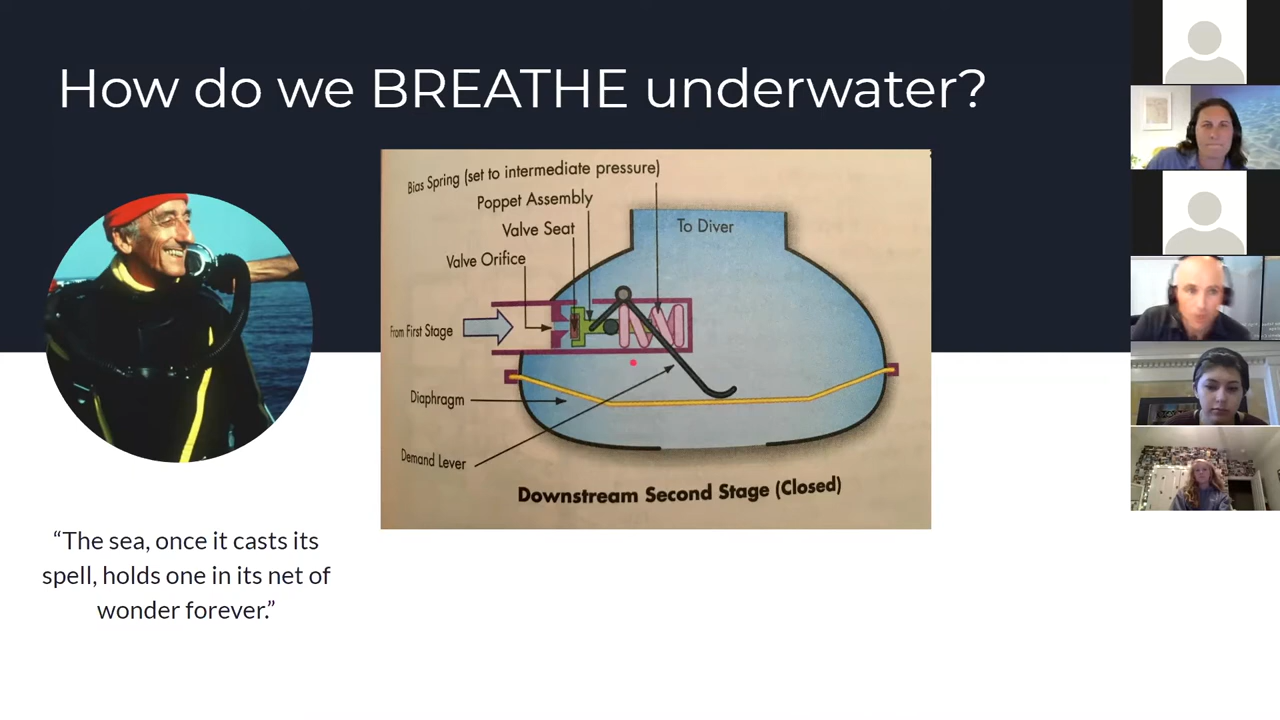 How do we BREATHE underwater?
Bias Spring (set to intermediate pressure)
Poppet Assembly
To Diver
Valve Seat
Valve Orifice
From First Stage
Diaphragm
Demand Lever
Downstream Second Stage (Closed)
“The sea, once it casts its
spell, holds one in its net of
wonder forever.”